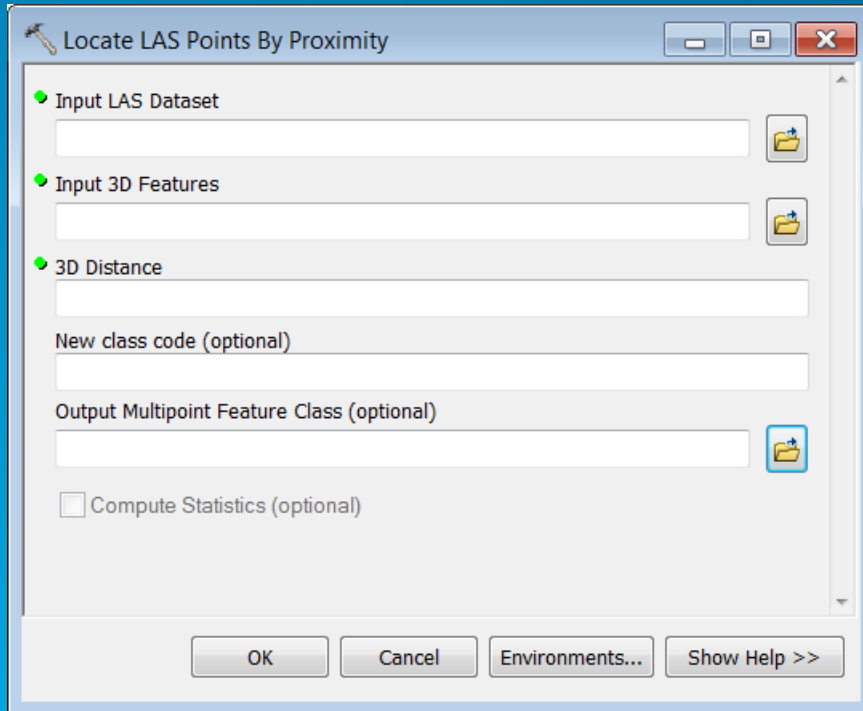 Locate LAS Points By Proximity
Input LAS Dataset
Input 3D Features
3D Distance
New class code (optional)
Output Multipoint Feature Class (optional)
Compute Statistics (optional)
OK Cancel Environments... Show Help >>